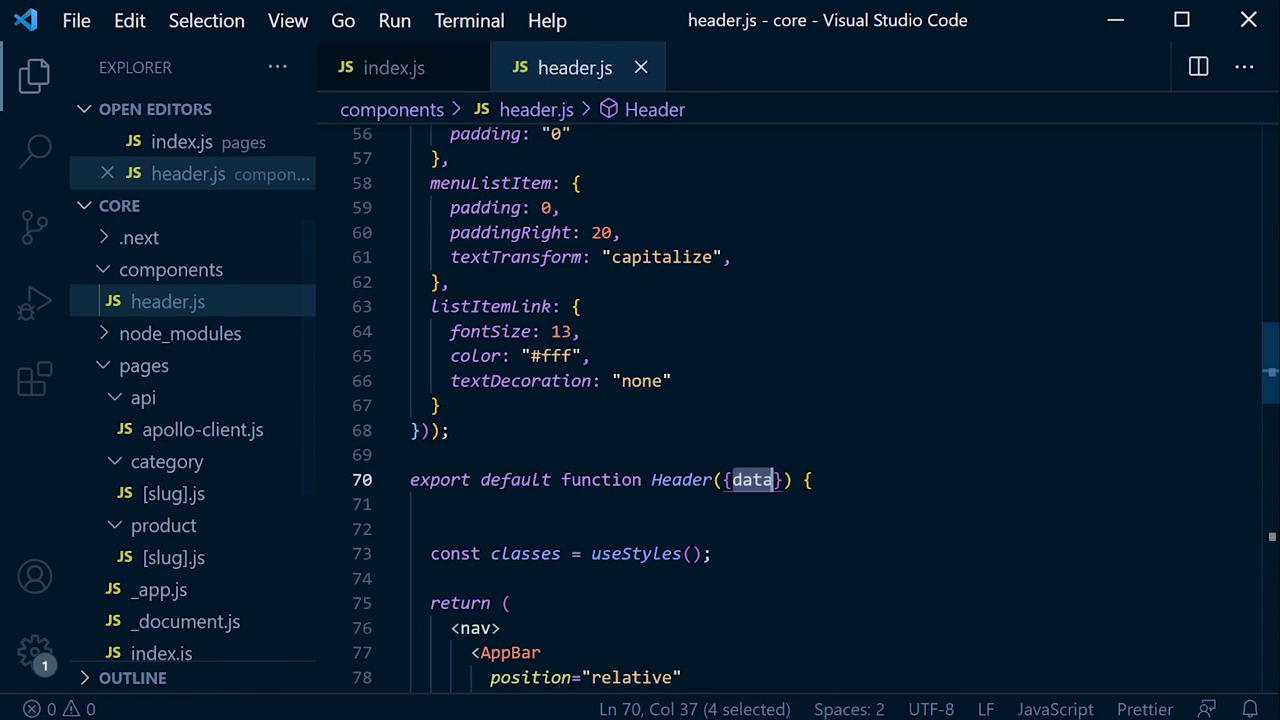 File Edit Selection View Go Run Terminal Help header.js - core - Visual Studio Code
EXPLORER
OPEN EDITORS
JS index.js pages
JS header.js compon...
CORE
.next
components
JS header.js
node_modules
pages
api
JS apollo-client.js
category
JS [slug].js
product
JS [slug].js
JS _app.js
JS _document.js
JS index.js
OUTLINE
1
JS index.js JS header.js
components > JS header.js > Header
56 padding: "0"
57 },
58 menuListItem: {
59 padding: 0,
60 paddingRight: 20,
61 textTransform: "capitalize",
62 },
63 listItemLink: {
64 fontSize: 13,
65 color: "#fff",
66 textDecoration: "none"
67 }
68 }));
69
70 export default function Header({data}) {
71
72
73 const classes = useStyles();
74
75 return (
76 <nav>
77 <AppBar
78 position="relative"
0 0 Ln 70, Col 37 (4 selected) Spaces: 2 UTF-8 LF JavaScript Prettier